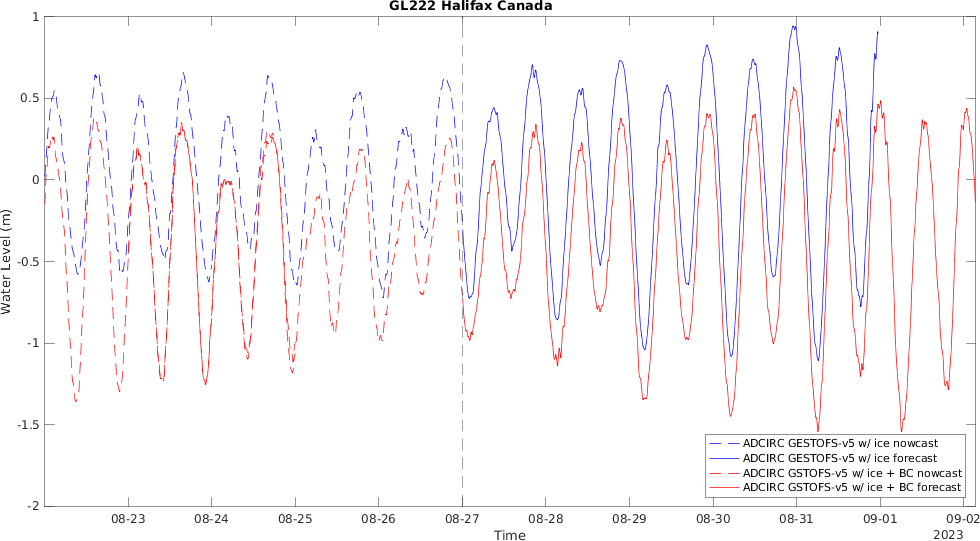 GL222 Halifax Canada
1
0.5
0
-0.5
-1
-1.5
-2
Water Level (m)
ADCIRC GESTOFS-v5 w/ ice nowcast
ADCIRC GESTOFS-v5 w/ ice forecast
ADCIRC GSTOFS-v5 w/ ice + BC nowcast
ADCIRC GSTOFS-v5 w/ ice + BC forecast
08-23 08-24 08-25 08-26 08-27 08-28 08-29 08-30 08-31 09-01 09-02
Time
2023